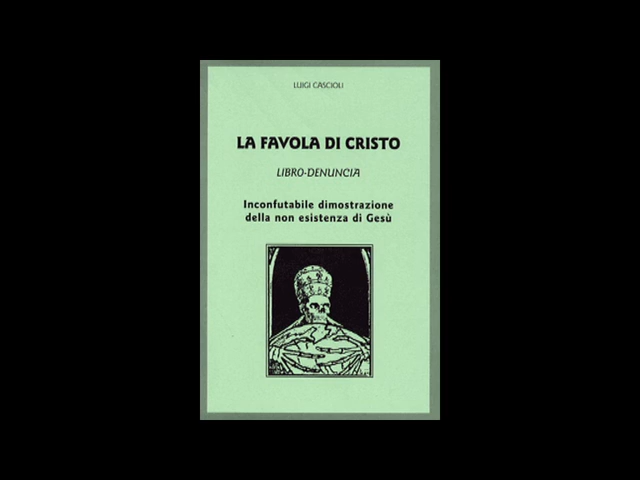 LUIGI CASCIOLI
LA FAVOLA DI CRISTO
LIBRO-DENUNCIA
Inconfutabile dimostrazione
della non esistenza di Gesù